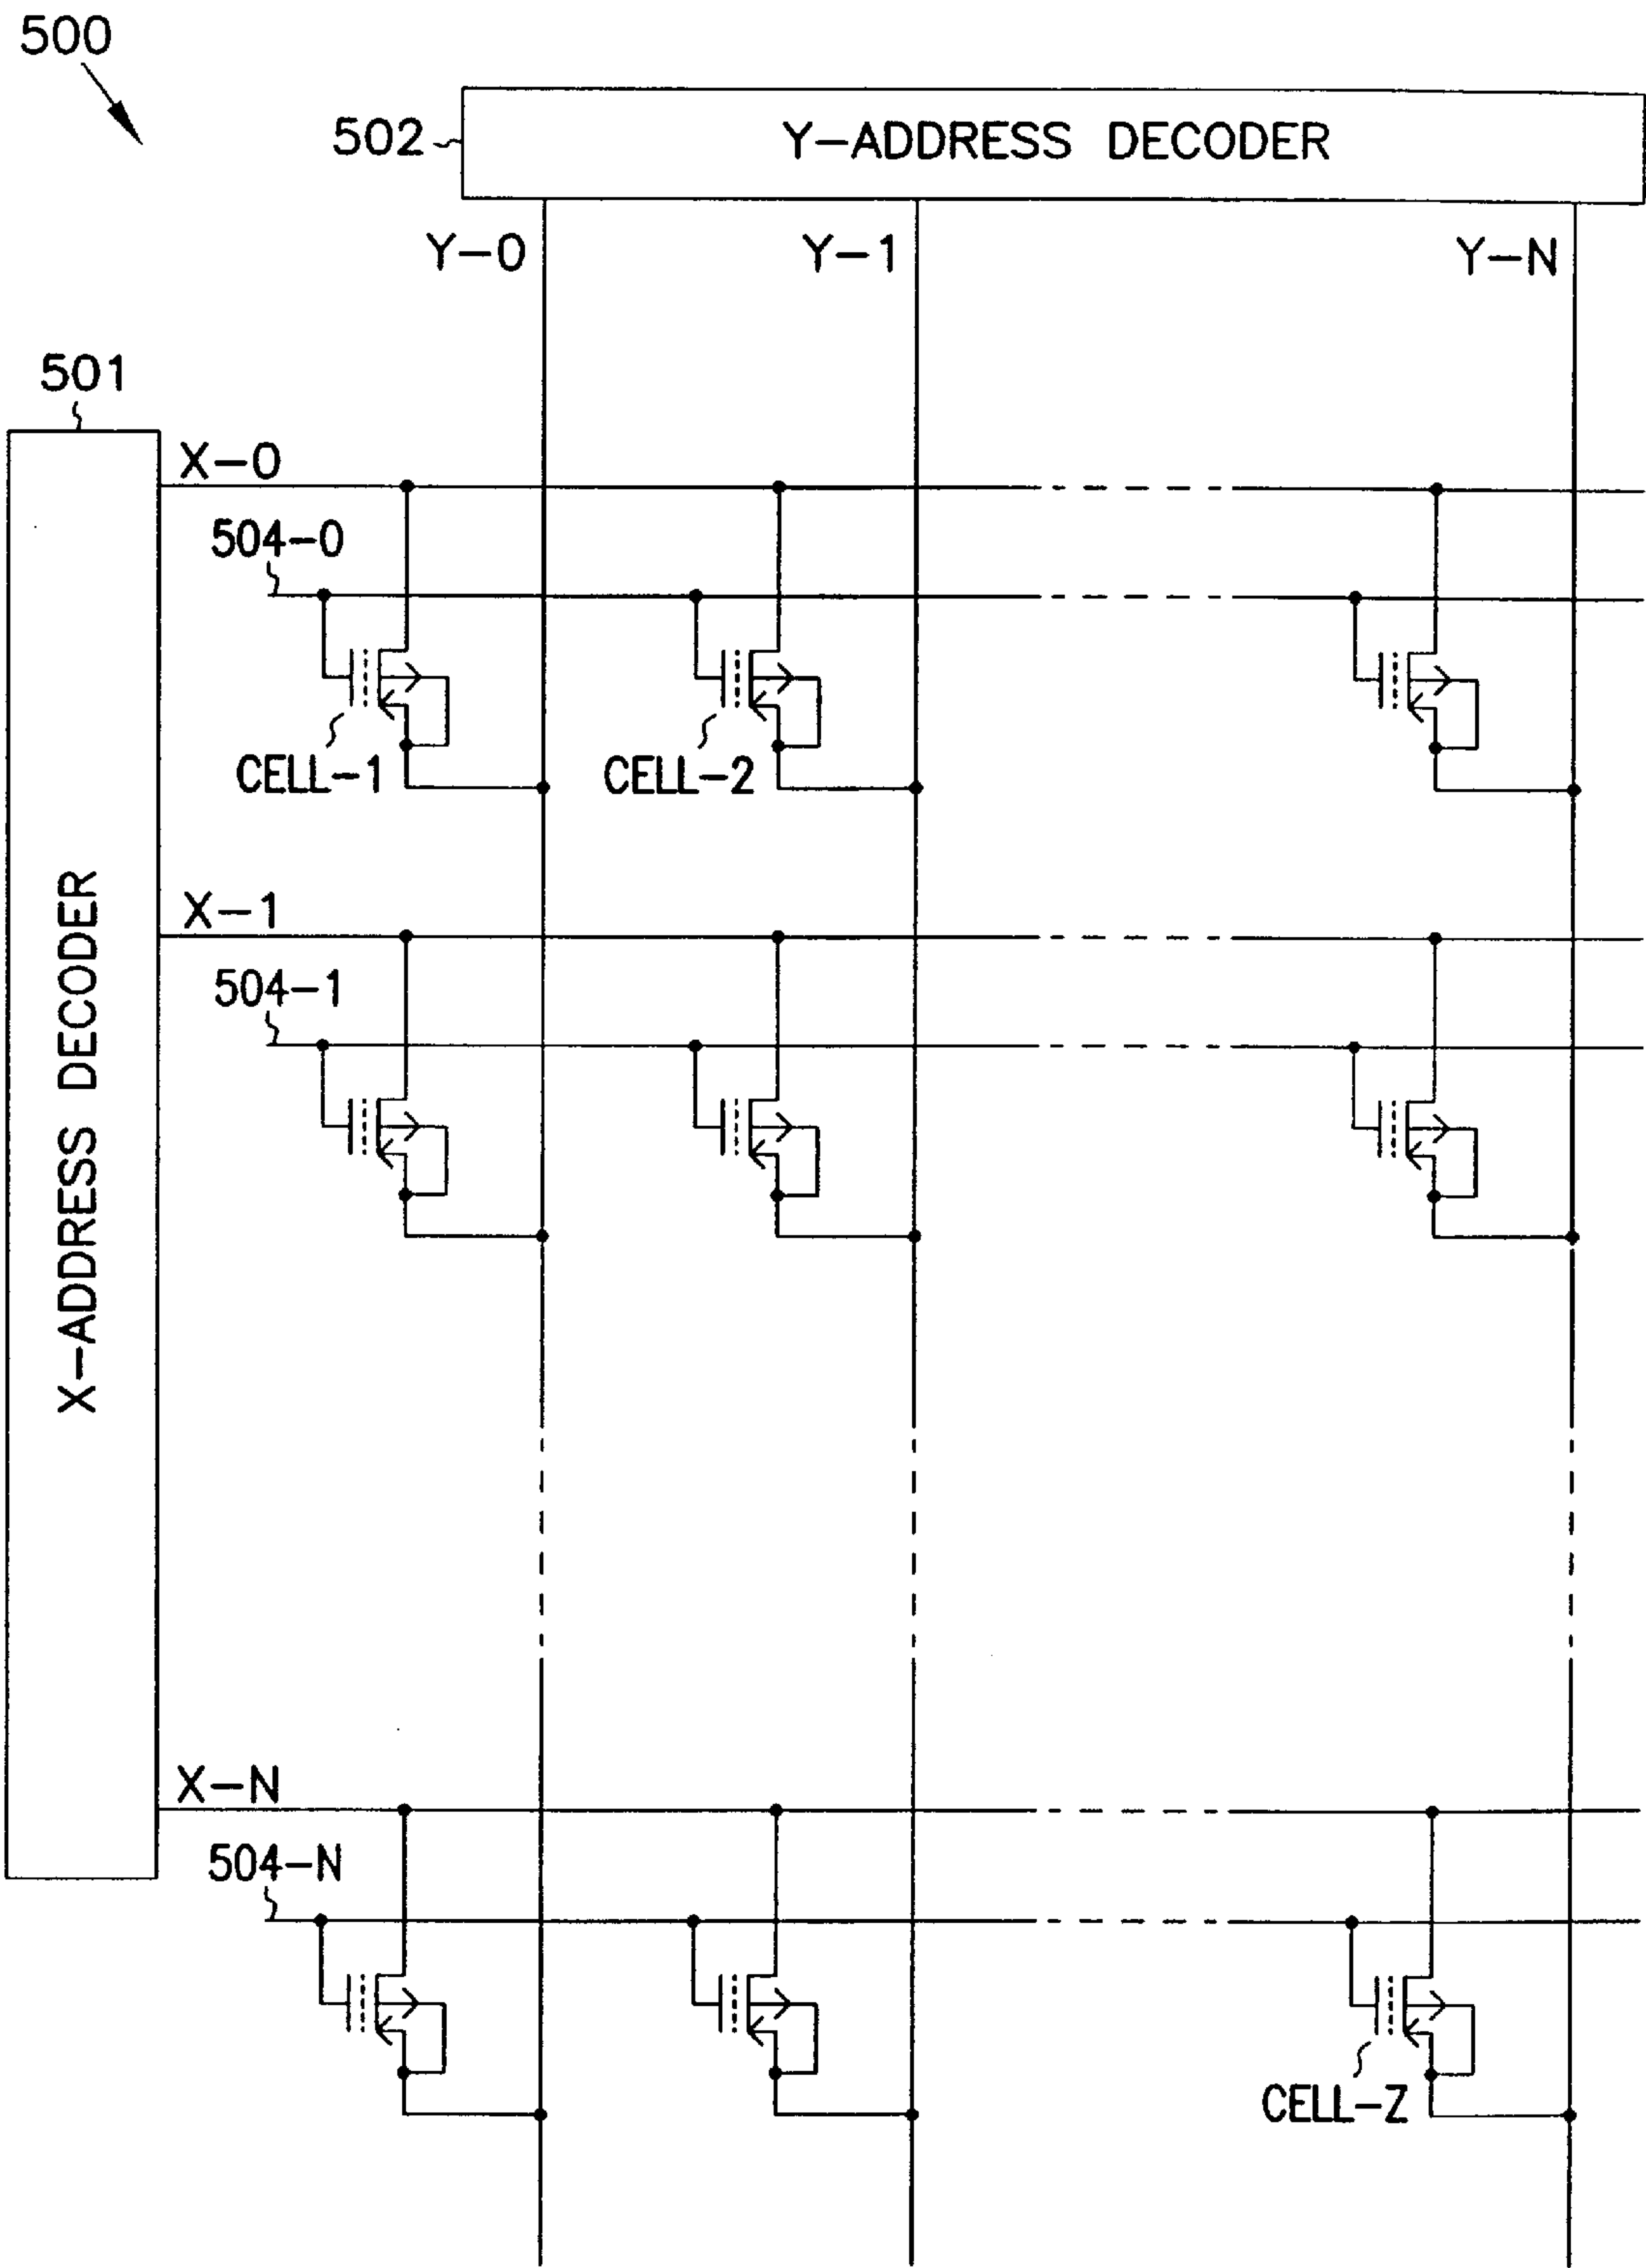 500
502
Y-ADDRESS DECODER
Y-0
Y-1
Y-N
501
X-0
504-0
CELL-1
CELL-2
X-ADDRESS DECODER
X-1
504-1
X-N
504-N
CELL-Z